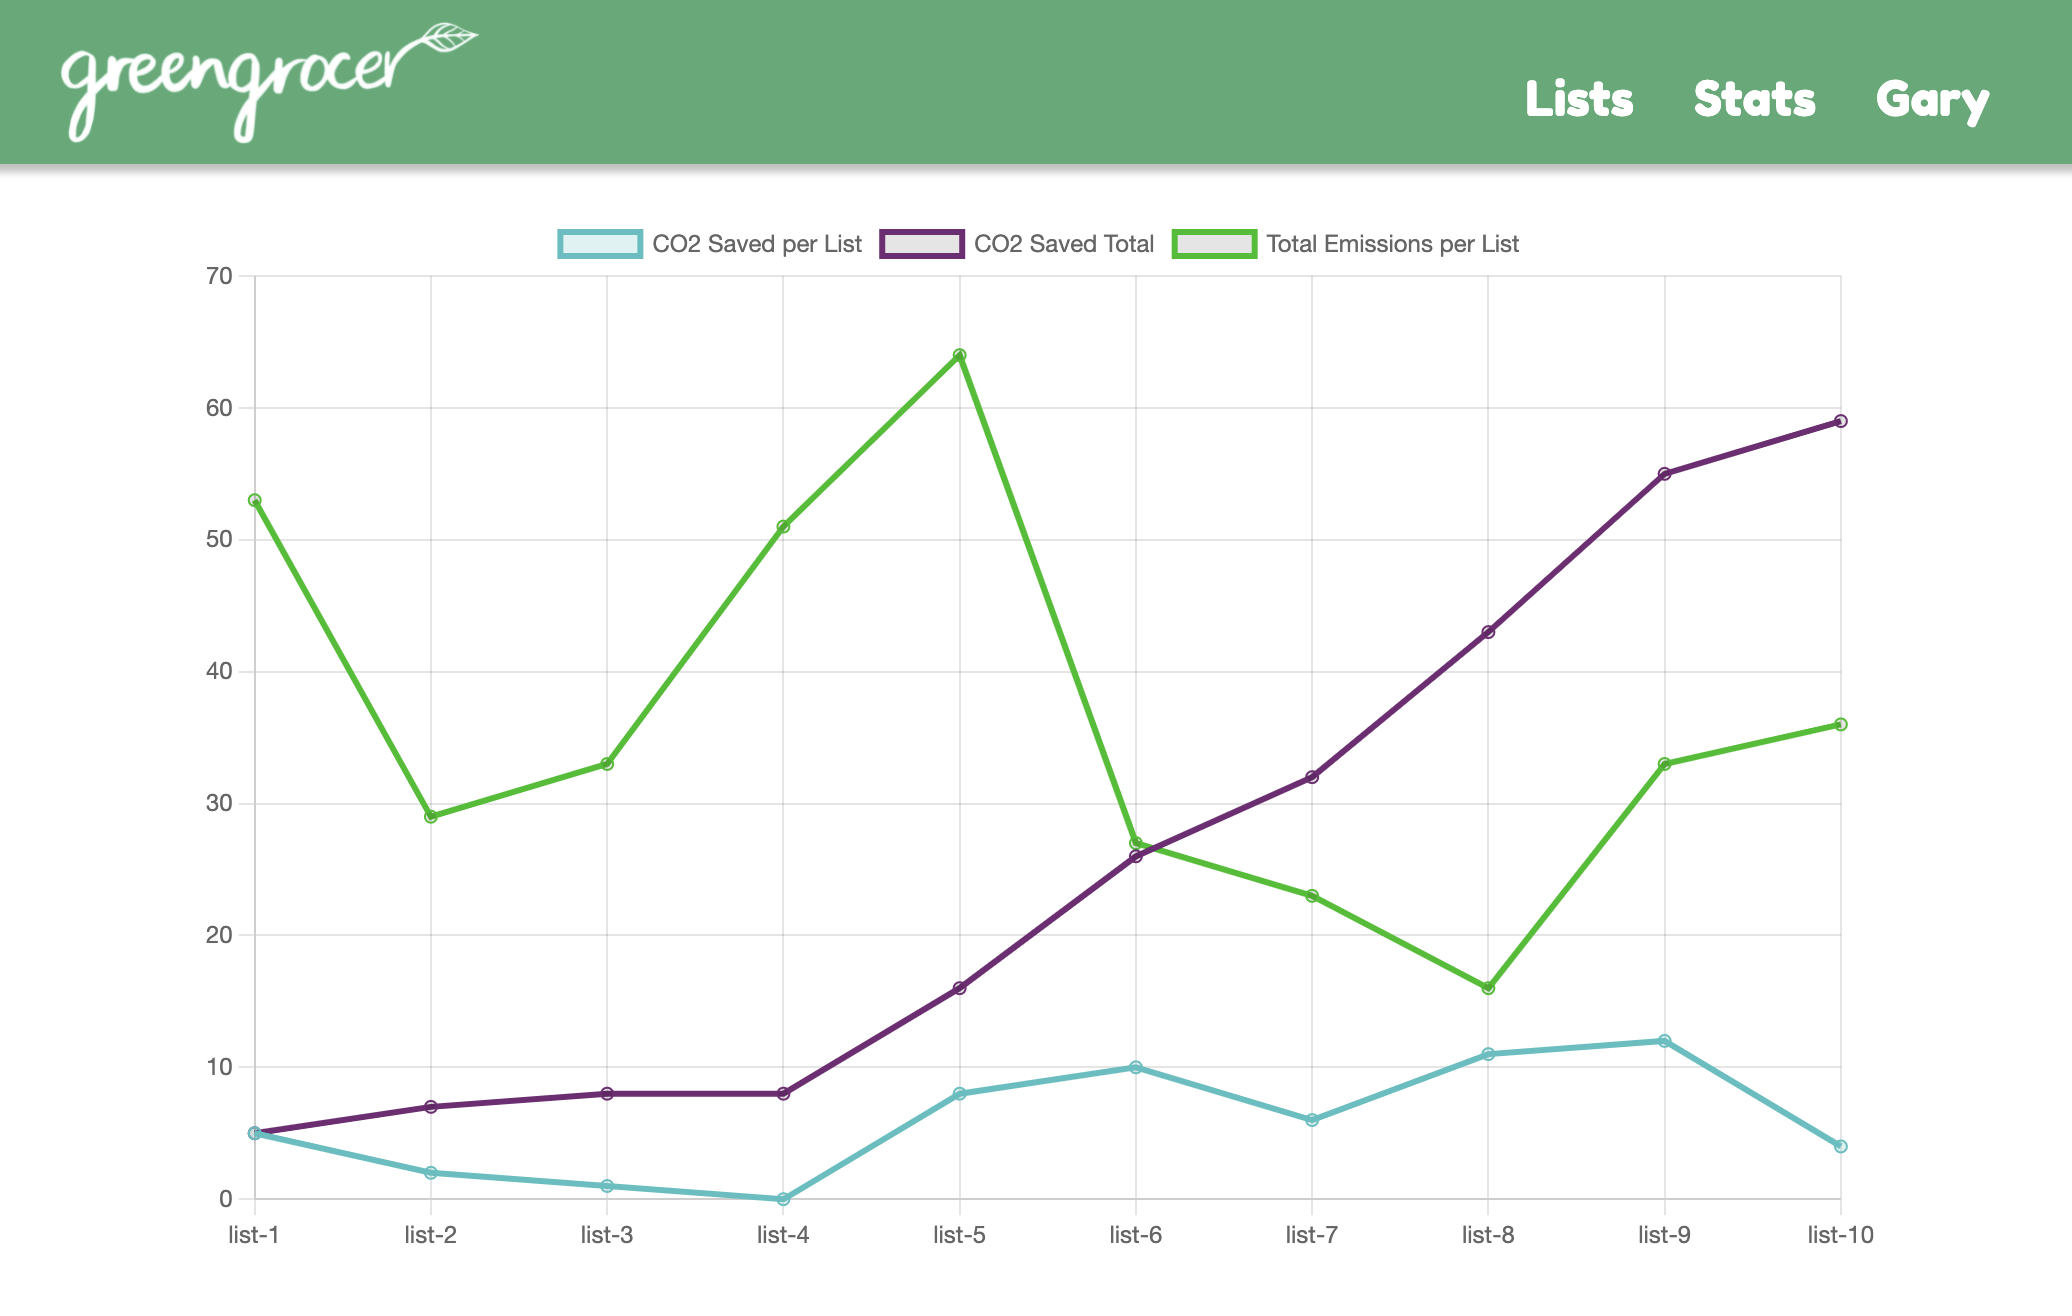 greengrocer
Lists Stats Gary
CO2 Saved per List CO2 Saved Total Total Emissions per List
70
60
50
40
30
20
10
0
list-1 list-2 list-3 list-4 list-5 list-6 list-7 list-8 list-9 list-10